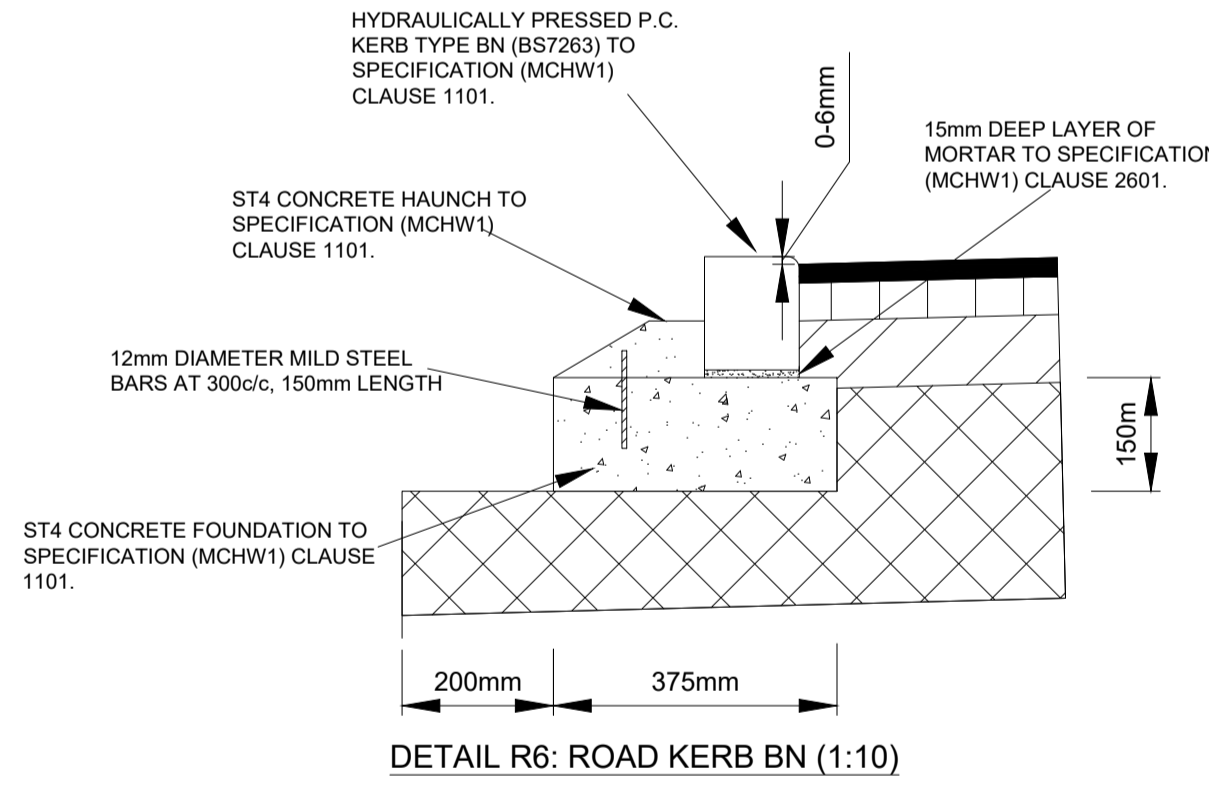 HYDRAULICALLY PRESSED P.C.
KERB TYPE BN (BS7263) TO
SPECIFICATION (MCHW1)
CLAUSE 1101.
0-6mm
15mm DEEP LAYER OF
MORTAR TO SPECIFICATION
(MCHW1) CLAUSE 2601.
ST4 CONCRETE HAUNCH TO
SPECIFICATION (MCHW1)
CLAUSE 1101.
12mm DIAMETER MILD STEEL
BARS AT 300c/c, 150mm LENGTH
150m
ST4 CONCRETE FOUNDATION TO
SPECIFICATION (MCHW1) CLAUSE
1101.
200mm
375mm
DETAIL R6: ROAD KERB BN (1:10)